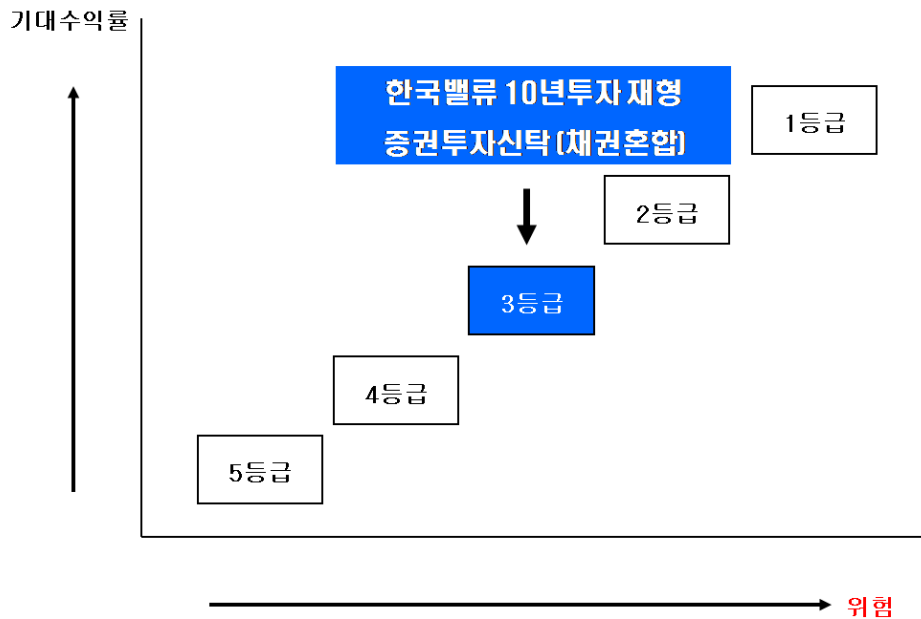 기대수익률
한국밸류 10년투자 재형
증권투자신탁(채권혼합)
1등급
2등급
3등급
4등급
5등급
위험